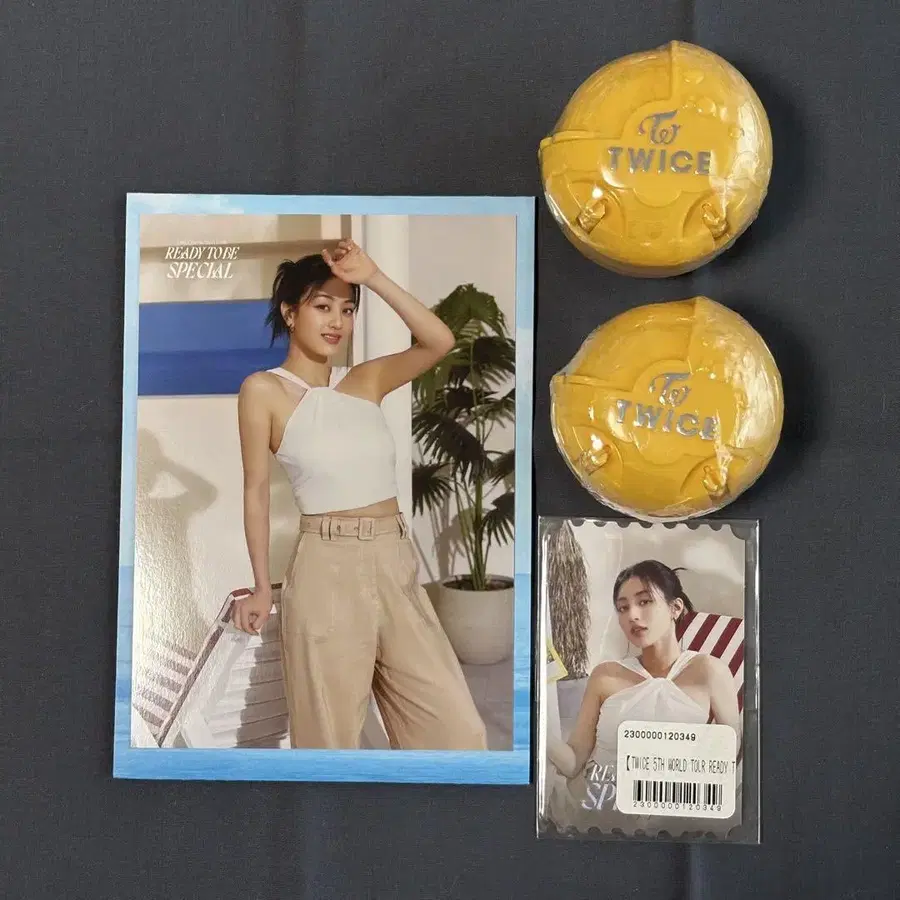 READY TO BE
SPECIAL
TWICE
TWICE
2300000120349
【TWICE 5TH WORLD TOUR READY T
2300000120349